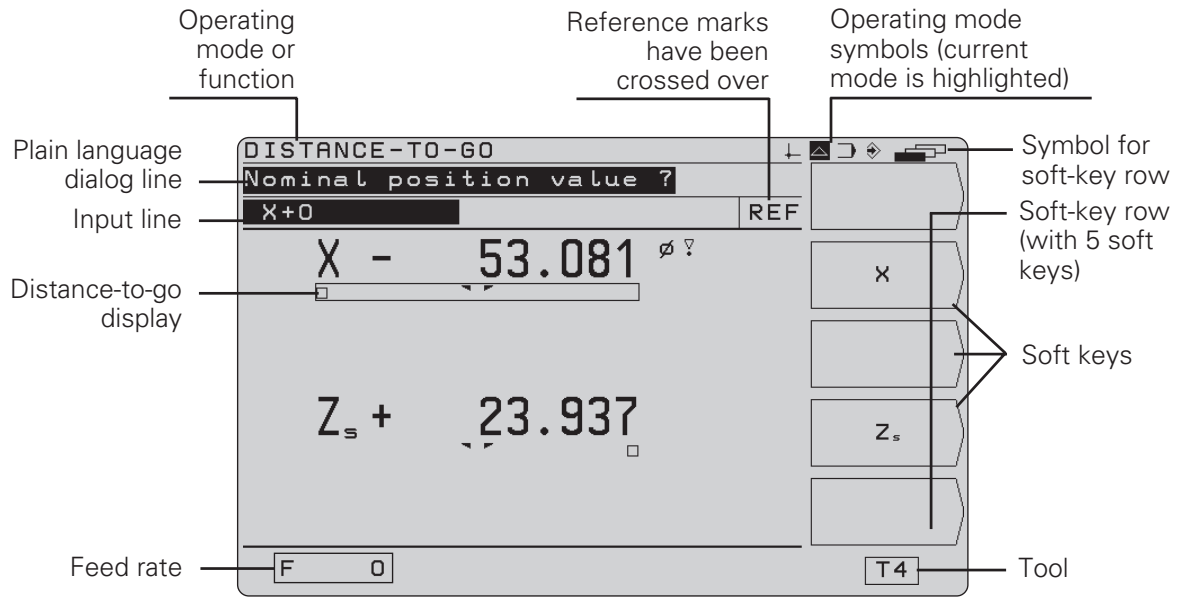 Operating
mode or
function
Reference marks
have been
crossed over
Operating mode
symbols (current
mode is highlighted)
Plain language
dialog line
Input line
Distance-to-go
display
Feed rate
DISTANCE-TO-GO
Nominal position value ?
X+0
REF
X - 53.081 ø
Zs + 23.937
F 0
T4
X
Zs
Symbol for
soft-key row
Soft-key row
(with 5 soft
keys)
Soft keys
Tool